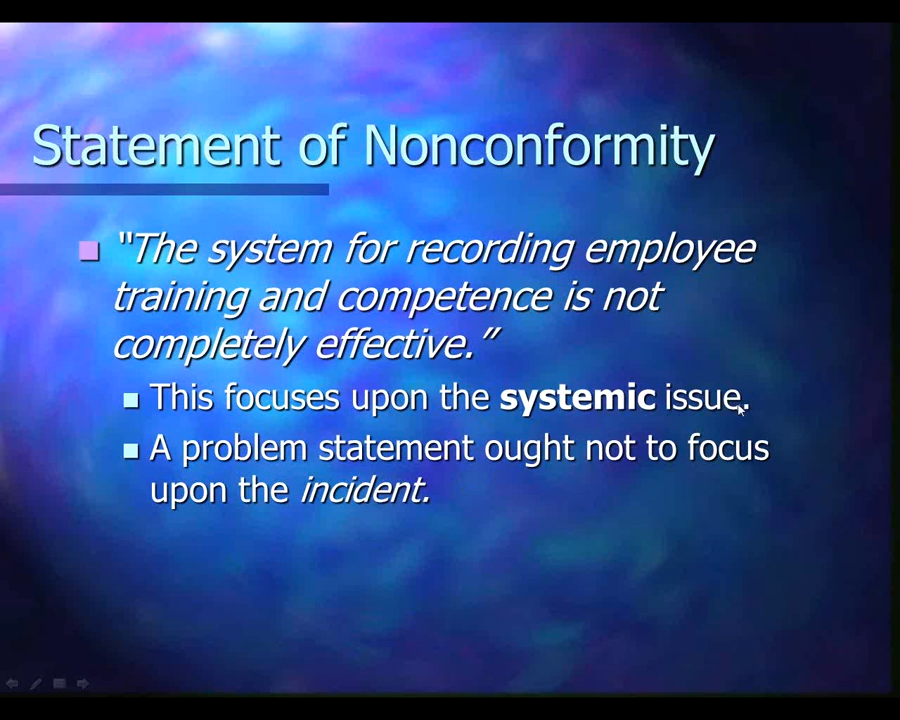 Statement of Nonconformity
“The system for recording employee
training and competence is not
completely effective.”
This focuses upon the systemic issue.
A problem statement ought not to focus
upon the incident.